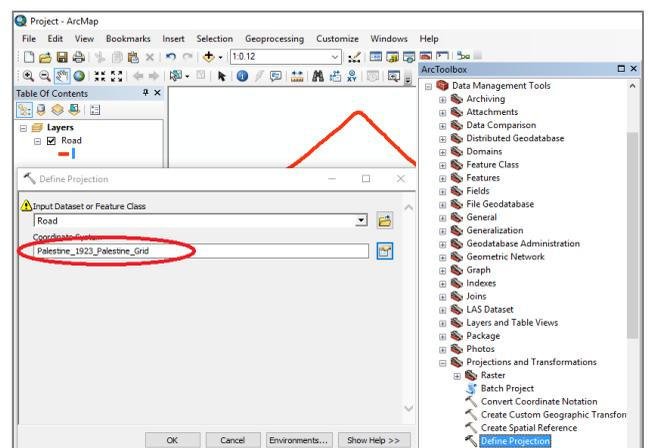 Project - ArcMap
File Edit View Bookmarks Insert Selection Geoprocessing Customize Windows Help
1:0.12
Table Of Contents
Layers
Road
ArcToolbox
Data Management Tools
Archiving
Attachments
Data Comparison
Distributed Geodatabase
Domains
Feature Class
Features
Fields
File Geodatabase
General
Generalization
Geodatabase Administration
Geometric Network
Graph
Indexes
Joins
LAS Dataset
Layers and Table Views
Package
Photos
Projections and Transformations
Raster
Batch Project
Convert Coordinate Notation
Create Custom Geographic Transfon
Create Spatial Reference
Define Projection
Define Projection
Input Dataset or Feature Class
Road
Coordinate System
Palestine_1923_Palestine_Grid
OK Cancel Environments... Show Help >>